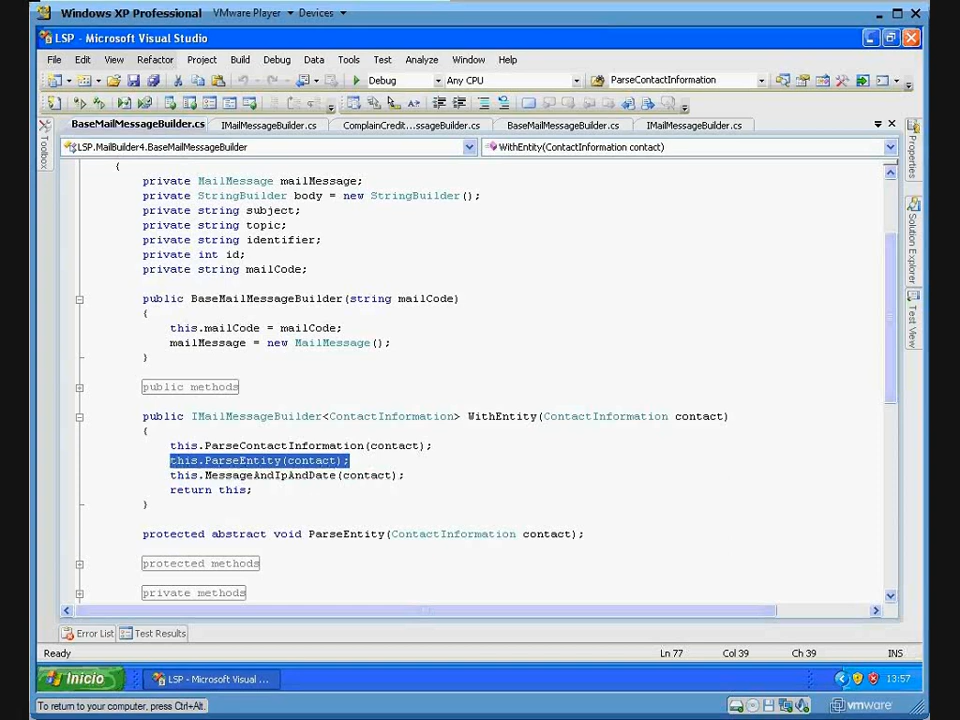 Windows XP Professional VMware Player Devices
LSP - Microsoft Visual Studio
File Edit View Refactor Project Build Debug Data Tools Test Analyze Window Help
Debug Any CPU ParseContactInformation
BaseMailMessageBuilder.cs IMailMessageBuilder.cs ComplainCredit...ssageBuilder.cs BaseMailMessageBuilder.cs IMailMessageBuilder.cs
LSP.MailBuilder4.BaseMailMessageBuilder WithEntity(ContactInformation contact)
Toolbox
Properties
Solution Explorer
Test View
{
private MailMessage mailMessage;
private StringBuilder body = new StringBuilder();
private string subject;
private string topic;
private string identifier;
private int id;
private string mailCode;
public BaseMailMessageBuilder(string mailCode)
{
this.mailCode = mailCode;
mailMessage = new MailMessage();
}
public methods
public IMailMessageBuilder<ContactInformation> WithEntity(ContactInformation contact)
{
this.ParseContactInformation(contact);
this.ParseEntity(contact);
this.MessageAndIpAndDate(contact);
return this;
}
protected abstract void ParseEntity(ContactInformation contact);
protected methods
private methods
Error List Test Results
Ready Ln 77 Col 39 Ch 39 INS
Inicio LSP - Microsoft Visual ... 13:57
To return to your computer, press Ctrl+Alt. vmware